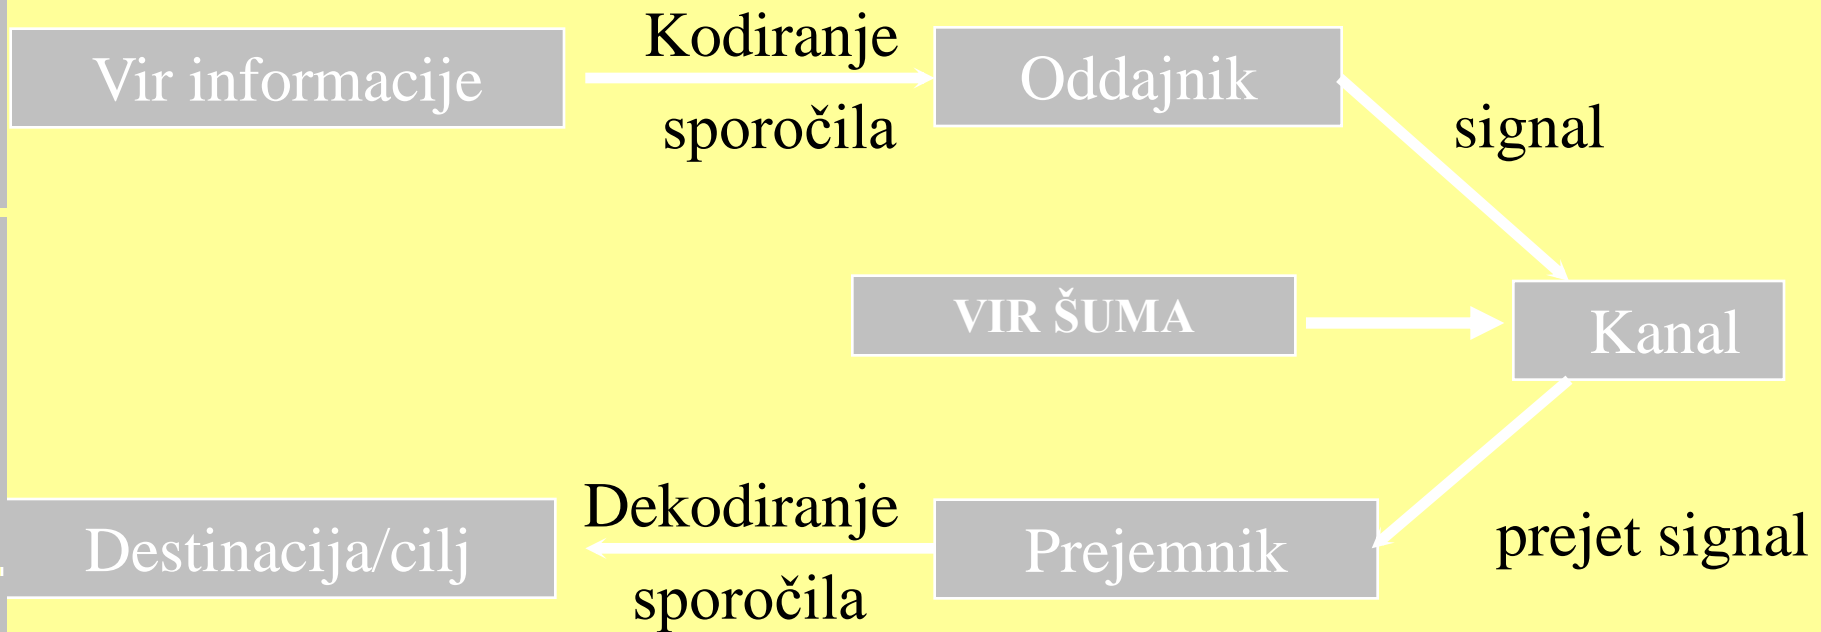 Vir informacije
Kodiranje
sporočila
Oddajnik
signal
VIR ŠUMA
Kanal
Destinacija/cilj
Dekodiranje
sporočila
Prejemnik
prejet signal